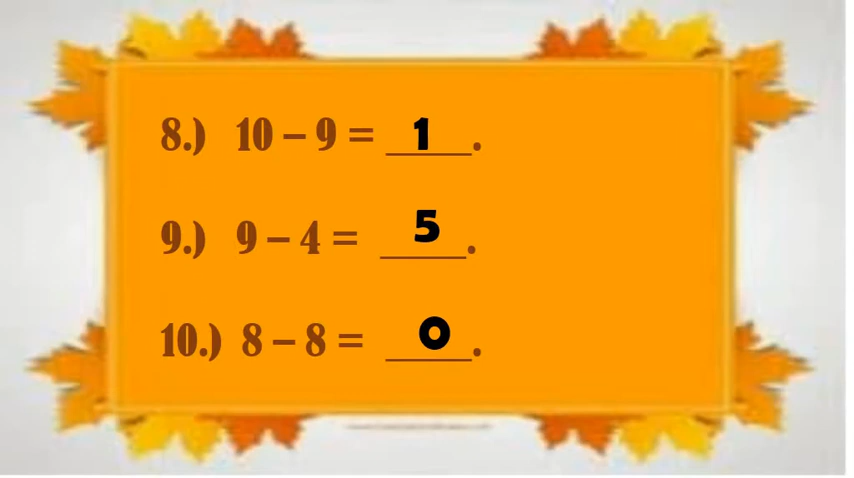 8.) 10 – 9 = 1.
9.) 9 – 4 = 5.
10.) 8 – 8 = 0.